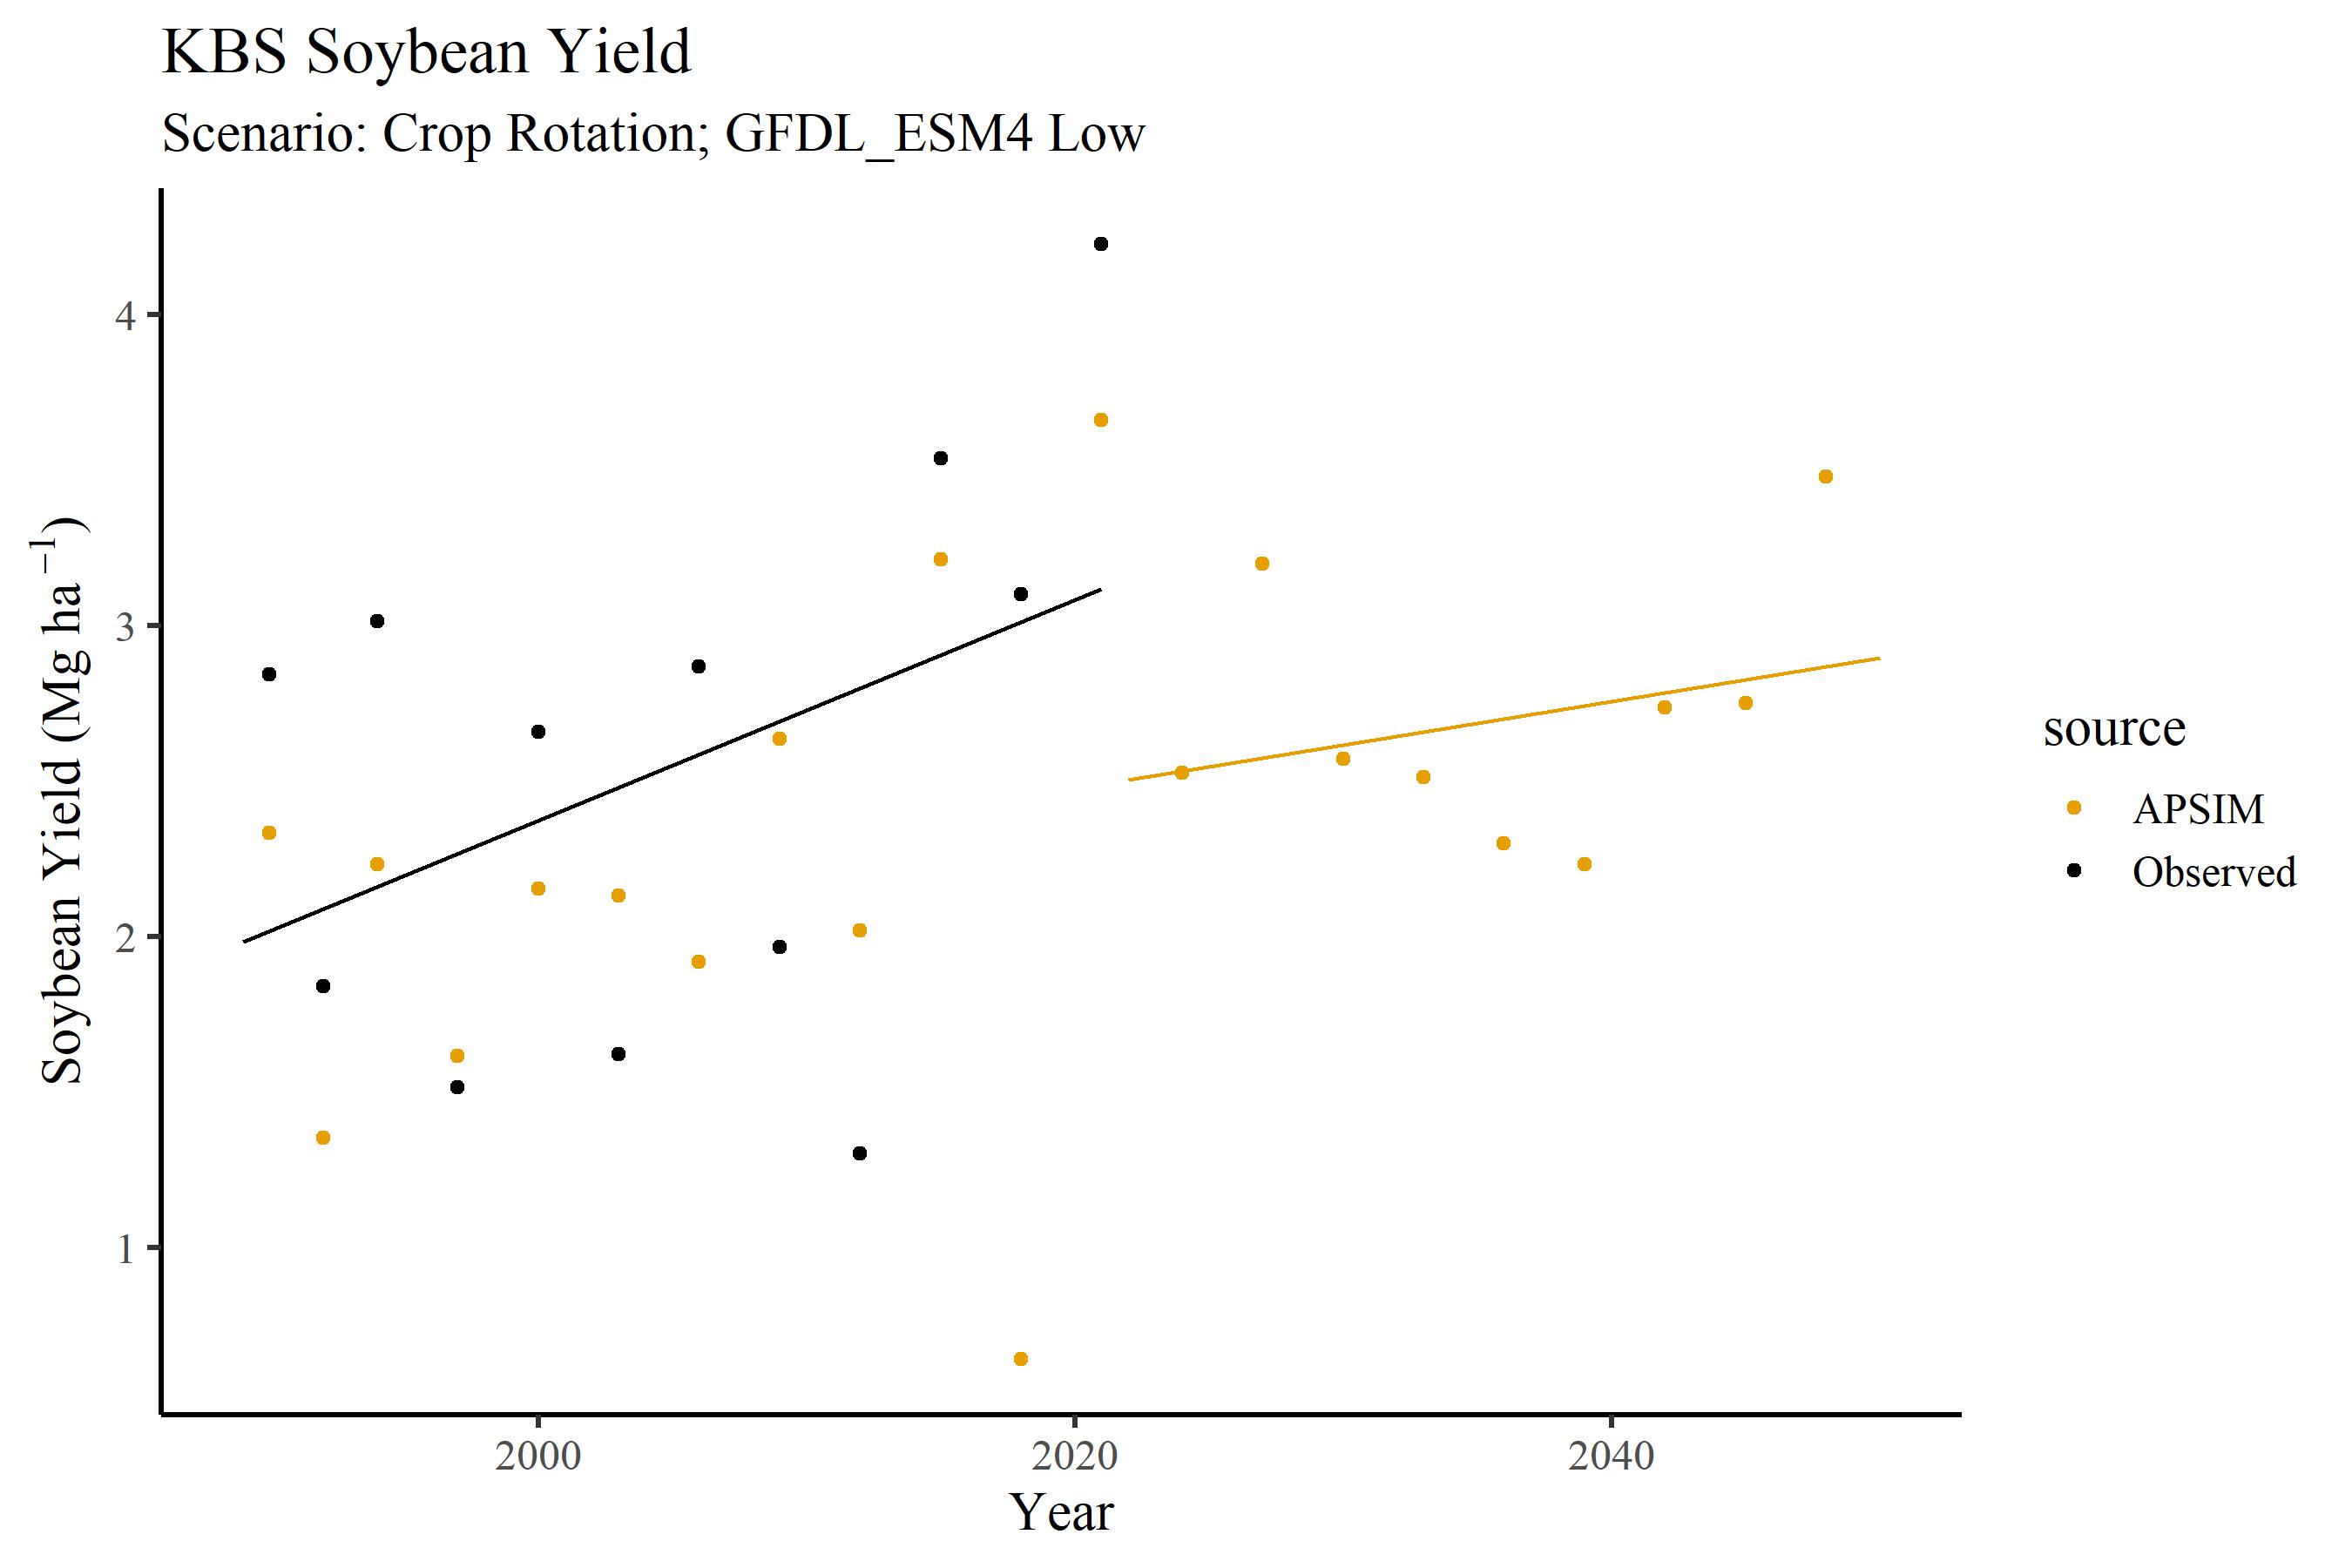 KBS Soybean Yield
Scenario: Crop Rotation; GFDL_ESM4 Low
Soybean Yield (Mg ha⁻¹)
4
3
2
1
2000 2020 2040
Year
source
APSIM
Observed